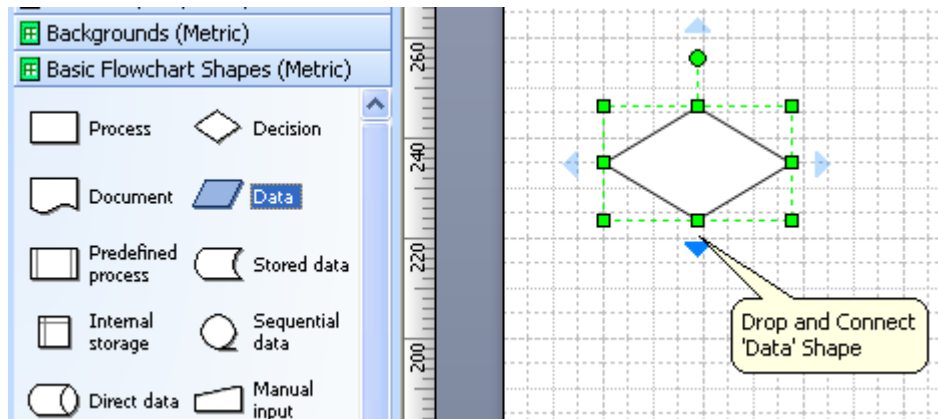 Backgrounds (Metric)
Basic Flowchart Shapes (Metric)
Process
Decision
Document
Data
Predefined
process
Stored data
Internal
storage
Sequential
data
Direct data
Manual
input
260
240
220
200
Drop and Connect
'Data' Shape